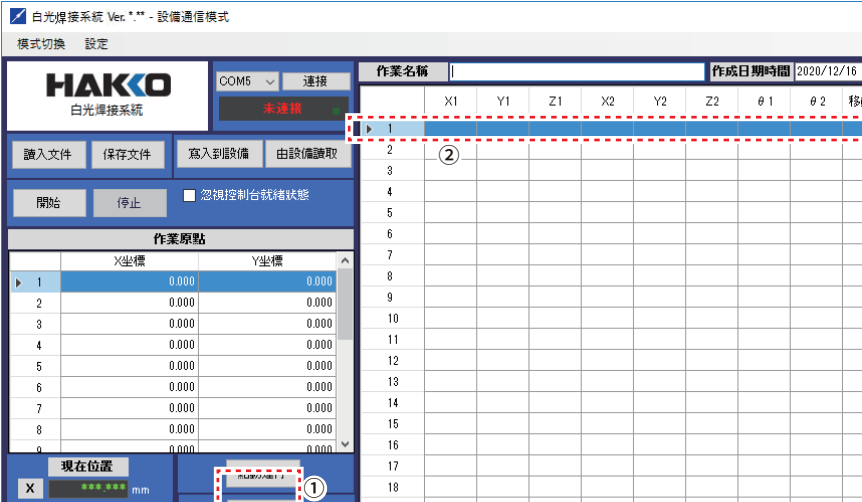 白光焊接系統 Ver. *.** - 設備通信模式
模式切換 設定
HAKKO
白光焊接系統
COM5 連接
未連接
讀入文件 保存文件 寫入到設備 由設備讀取
開始 停止 忽視控制台就緒狀態
作業原點
X坐標 Y坐標
1 0.000 0.000
2 0.000 0.000
3 0.000 0.000
4 0.000 0.000
5 0.000 0.000
6 0.000 0.000
7 0.000 0.000
8 0.000 0.000
9 0.000 0.000
現在位置
X ***.*** mm
①
作業名稱 作成日期時間 2020/12/16
X1 Y1 Z1 X2 Y2 Z2 θ1 θ2
1
②
2
3
4
5
6
7
8
9
10
11
12
13
14
15
16
17
18